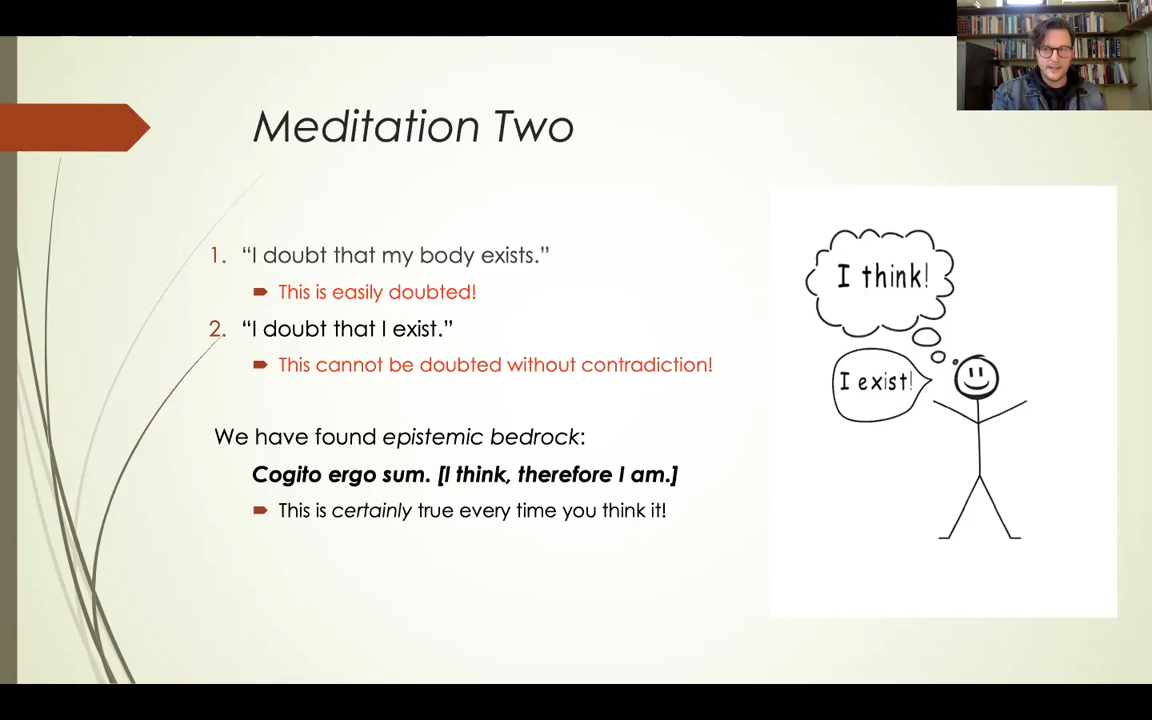 Meditation Two
1. “I doubt that my body exists.”
This is easily doubted!
2. “I doubt that I exist.”
This cannot be doubted without contradiction!
We have found epistemic bedrock:
Cogito ergo sum. [I think, therefore I am.]
This is certainly true every time you think it!
I think!
I exist!